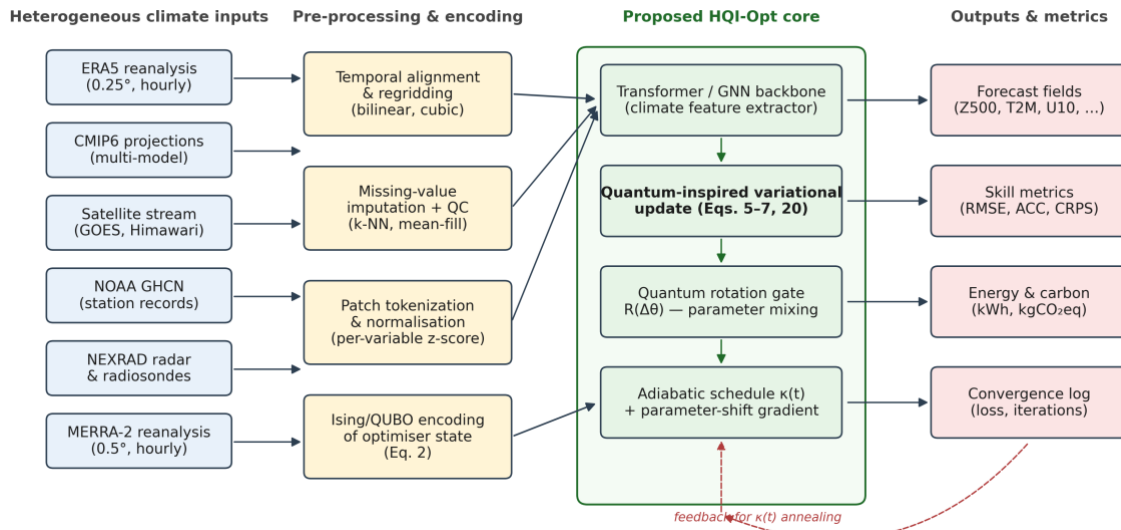 Heterogeneous climate inputs
Pre-processing & encoding
Proposed HQI-Opt core
Outputs & metrics
ERA5 reanalysis
(0.25°, hourly)
CMIP6 projections
(multi-model)
Satellite stream
(GOES, Himawari)
NOAA GHCN
(station records)
NEXRAD radar
& radiosondes
MERRA-2 reanalysis
(0.5°, hourly)
Temporal alignment
& regridding
(bilinear, cubic)
Missing-value
imputation + QC
(k-NN, mean-fill)
Patch tokenization
& normalisation
(per-variable z-score)
Ising/QUBO encoding
of optimiser state
(Eq. 2)
Transformer / GNN backbone
(climate feature extractor)
Quantum-inspired variational
update (Eqs. 5–7, 20)
Quantum rotation gate
R(Δθ) — parameter mixing
Adiabatic schedule κ(t)
+ parameter-shift gradient
feedback for κ(t) annealing
Forecast fields
(Z500, T2M, U10, ...)
Skill metrics
(RMSE, ACC, CRPS)
Energy & carbon
(kWh, kgCO₂eq)
Convergence log
(loss, iterations)